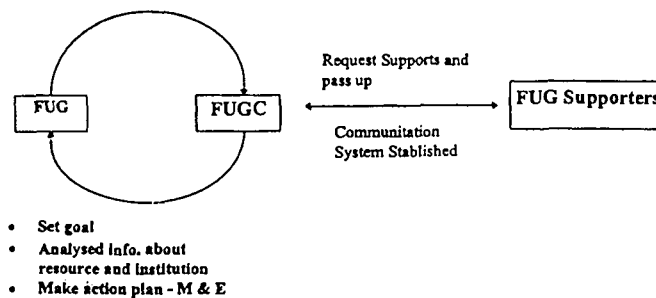 Request Supports and
pass up
FUG
FUGC
FUG Supporters
Communitation
System Stablished
• Set goal
• Analysed info. about
resource and institution
• Make action plan - M & E